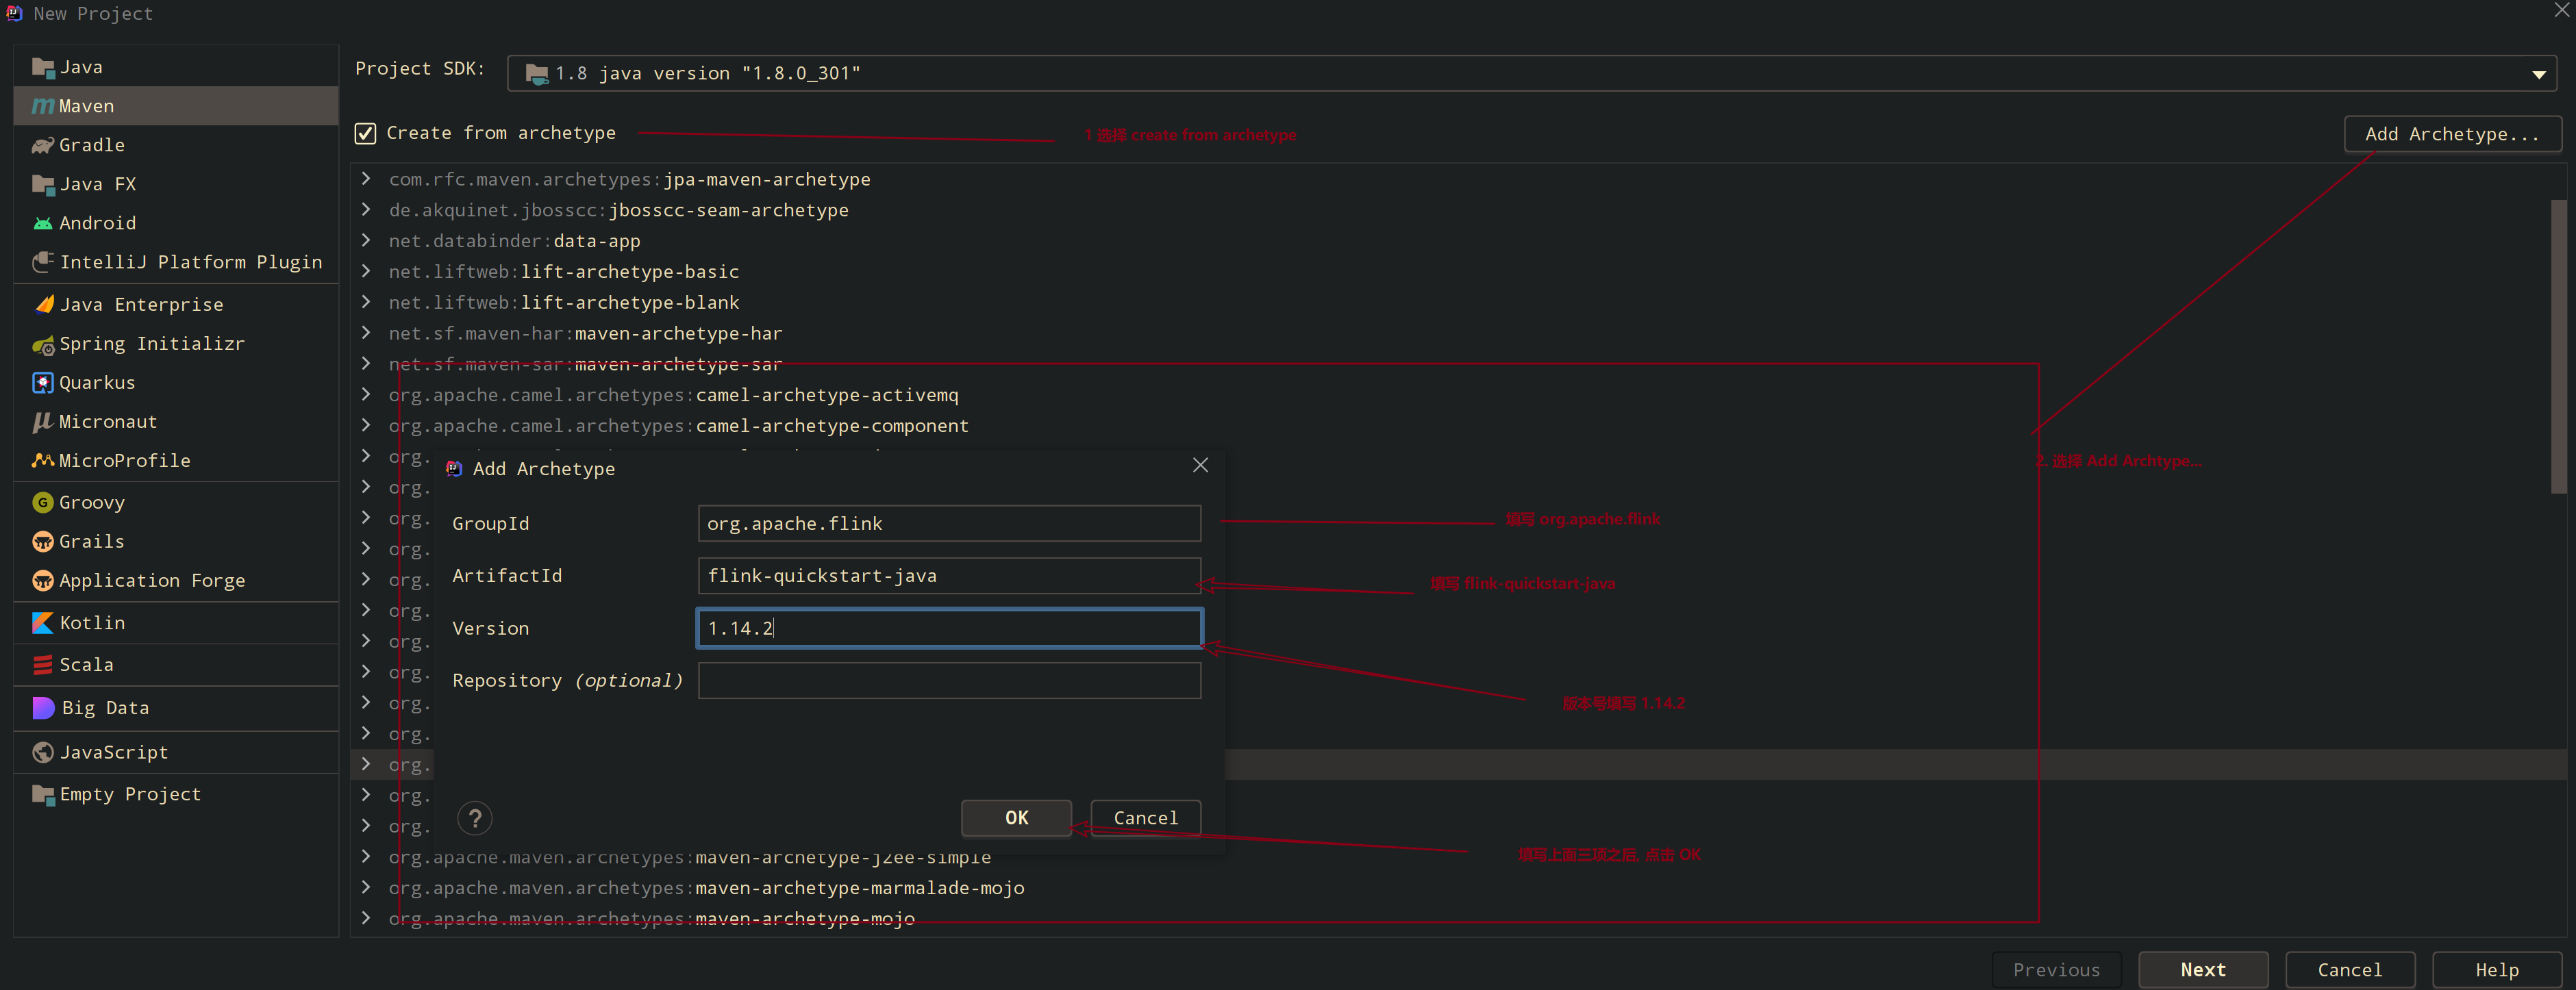 New Project
Java
Maven
Gradle
Java FX
Android
IntelliJ Platform Plugin
Java Enterprise
Spring Initializr
Quarkus
Micronaut
MicroProfile
Groovy
Grails
Application Forge
Kotlin
Scala
Big Data
JavaScript
Empty Project
Project SDK: 1.8 java version "1.8.0_301"
Create from archetype
1 选择 create from archetype
Add Archetype...
com.rfc.maven.archetypes:jpa-maven-archetype
de.akquinet.jbosscc:jbosscc-seam-archetype
net.databinder:data-app
net.liftweb:lift-archetype-basic
net.liftweb:lift-archetype-blank
net.sf.maven-har:maven-archetype-har
net.sf.maven-sar:maven-archetype-sar
org.apache.camel.archetypes:camel-archetype-activemq
org.apache.camel.archetypes:camel-archetype-component
2. 选择 Add Archtype...
org.
org.
org.
org.
org.
org.
org.
org.
org.
org.
org.
org.
org.
Add Archetype
GroupId org.apache.flink
填写 org.apache.flink
ArtifactId flink-quickstart-java
填写 flink-quickstart-java
Version 1.14.2
版本号填写 1.14.2
Repository (optional)
? OK Cancel
填写上面三项之后, 点击 OK
org.apache.maven.archetypes:maven-archetype-j2ee-simple
org.apache.maven.archetypes:maven-archetype-marmalade-mojo
org.apache.maven.archetypes:maven-archetype-mojo
Previous Next Cancel Help